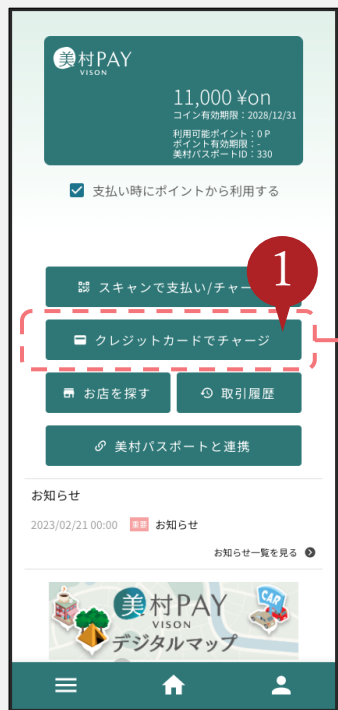 美村PAY
VISON
11,000 ¥on
コイン有効期限：2028/12/31
利用可能ポイント：0 P
ポイント有効期限：-
美村パスポートID：330
支払い時にポイントから利用する
1
スキャンで支払い/チャー
クレジットカードでチャージ
お店を探す
取引履歴
美村パスポートと連携
お知らせ
2023/02/21 00:00 重要 お知らせ
お知らせ一覧を見る
CAR
美村PAY
VISON
デジタルマップ